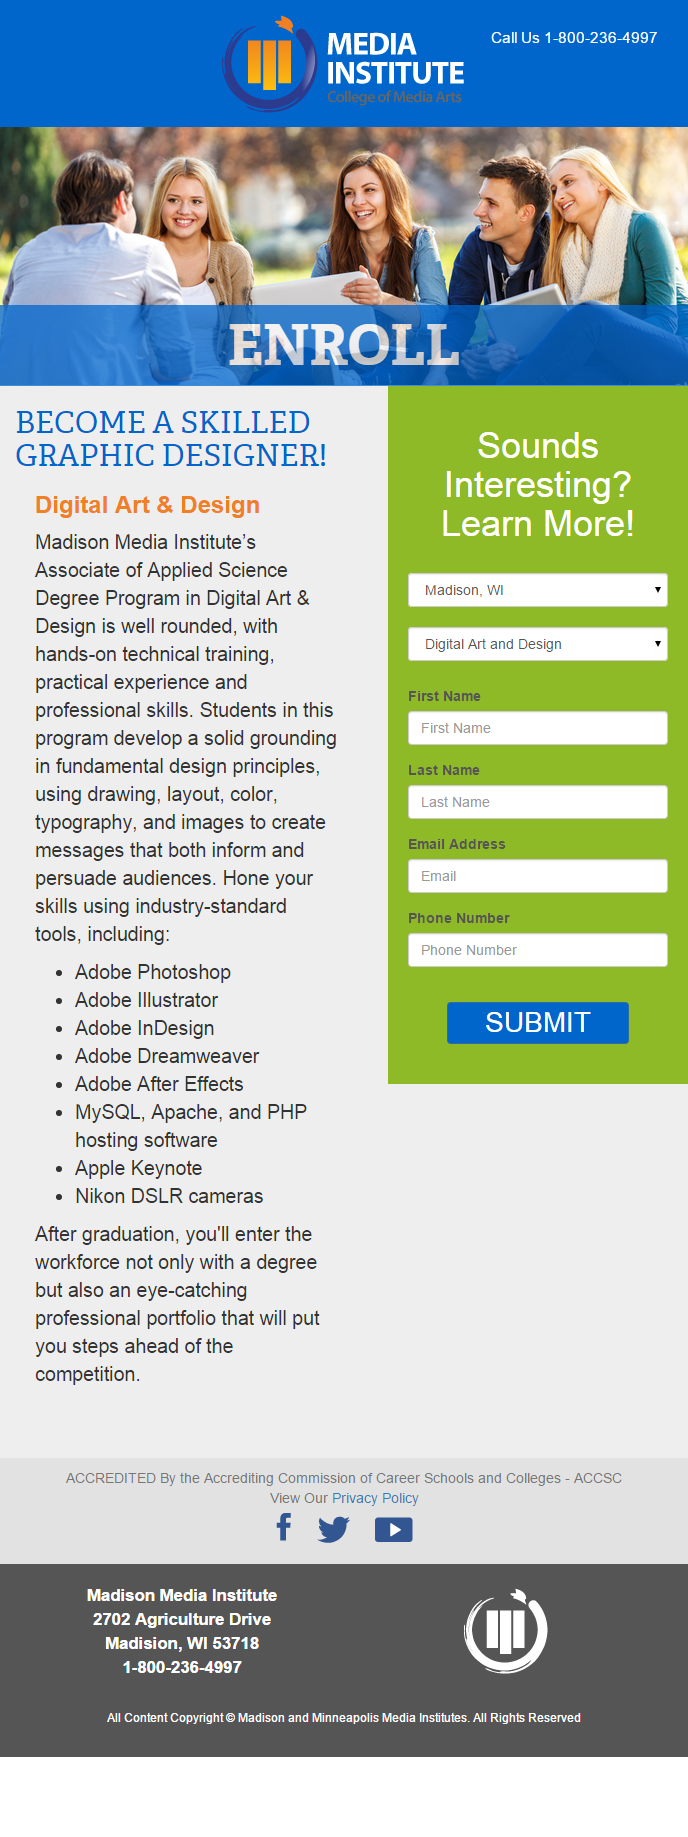 MEDIA
INSTITUTE
College of Media Arts
Call Us 1-800-236-4997
ENROLL
BECOME A SKILLED
GRAPHIC DESIGNER!
Digital Art & Design
Madison Media Institute’s
Associate of Applied Science
Degree Program in Digital Art &
Design is well rounded, with
hands-on technical training,
practical experience and
professional skills. Students in this
program develop a solid grounding
in fundamental design principles,
using drawing, layout, color,
typography, and images to create
messages that both inform and
persuade audiences. Hone your
skills using industry-standard
tools, including:
• Adobe Photoshop
• Adobe Illustrator
• Adobe InDesign
• Adobe Dreamweaver
• Adobe After Effects
• MySQL, Apache, and PHP
hosting software
• Apple Keynote
• Nikon DSLR cameras
After graduation, you'll enter the
workforce not only with a degree
but also an eye-catching
professional portfolio that will put
you steps ahead of the
competition.
Sounds
Interesting?
Learn More!
Madison, WI
Digital Art and Design
First Name
First Name
Last Name
Last Name
Email Address
Email
Phone Number
Phone Number
SUBMIT
ACCREDITED By the Accrediting Commission of Career Schools and Colleges - ACCSC
View Our Privacy Policy
Madison Media Institute
2702 Agriculture Drive
Madision, WI 53718
1-800-236-4997
All Content Copyright © Madison and Minneapolis Media Institutes. All Rights Reserved